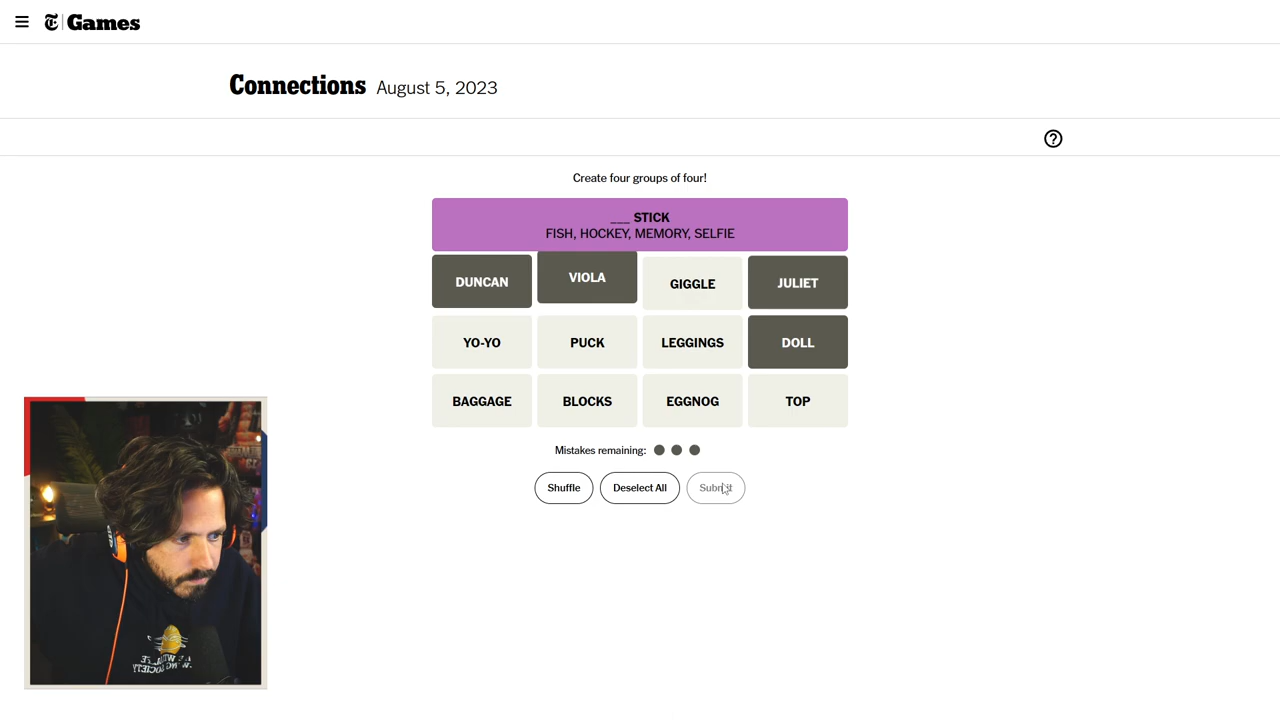 Games
Connections August 5, 2023
Create four groups of four!
___ STICK
FISH, HOCKEY, MEMORY, SELFIE
DUNCAN VIOLA GIGGLE JULIET
YO-YO PUCK LEGGINGS DOLL
BAGGAGE BLOCKS EGGNOG TOP
Mistakes remaining:
Shuffle Deselect All Submit